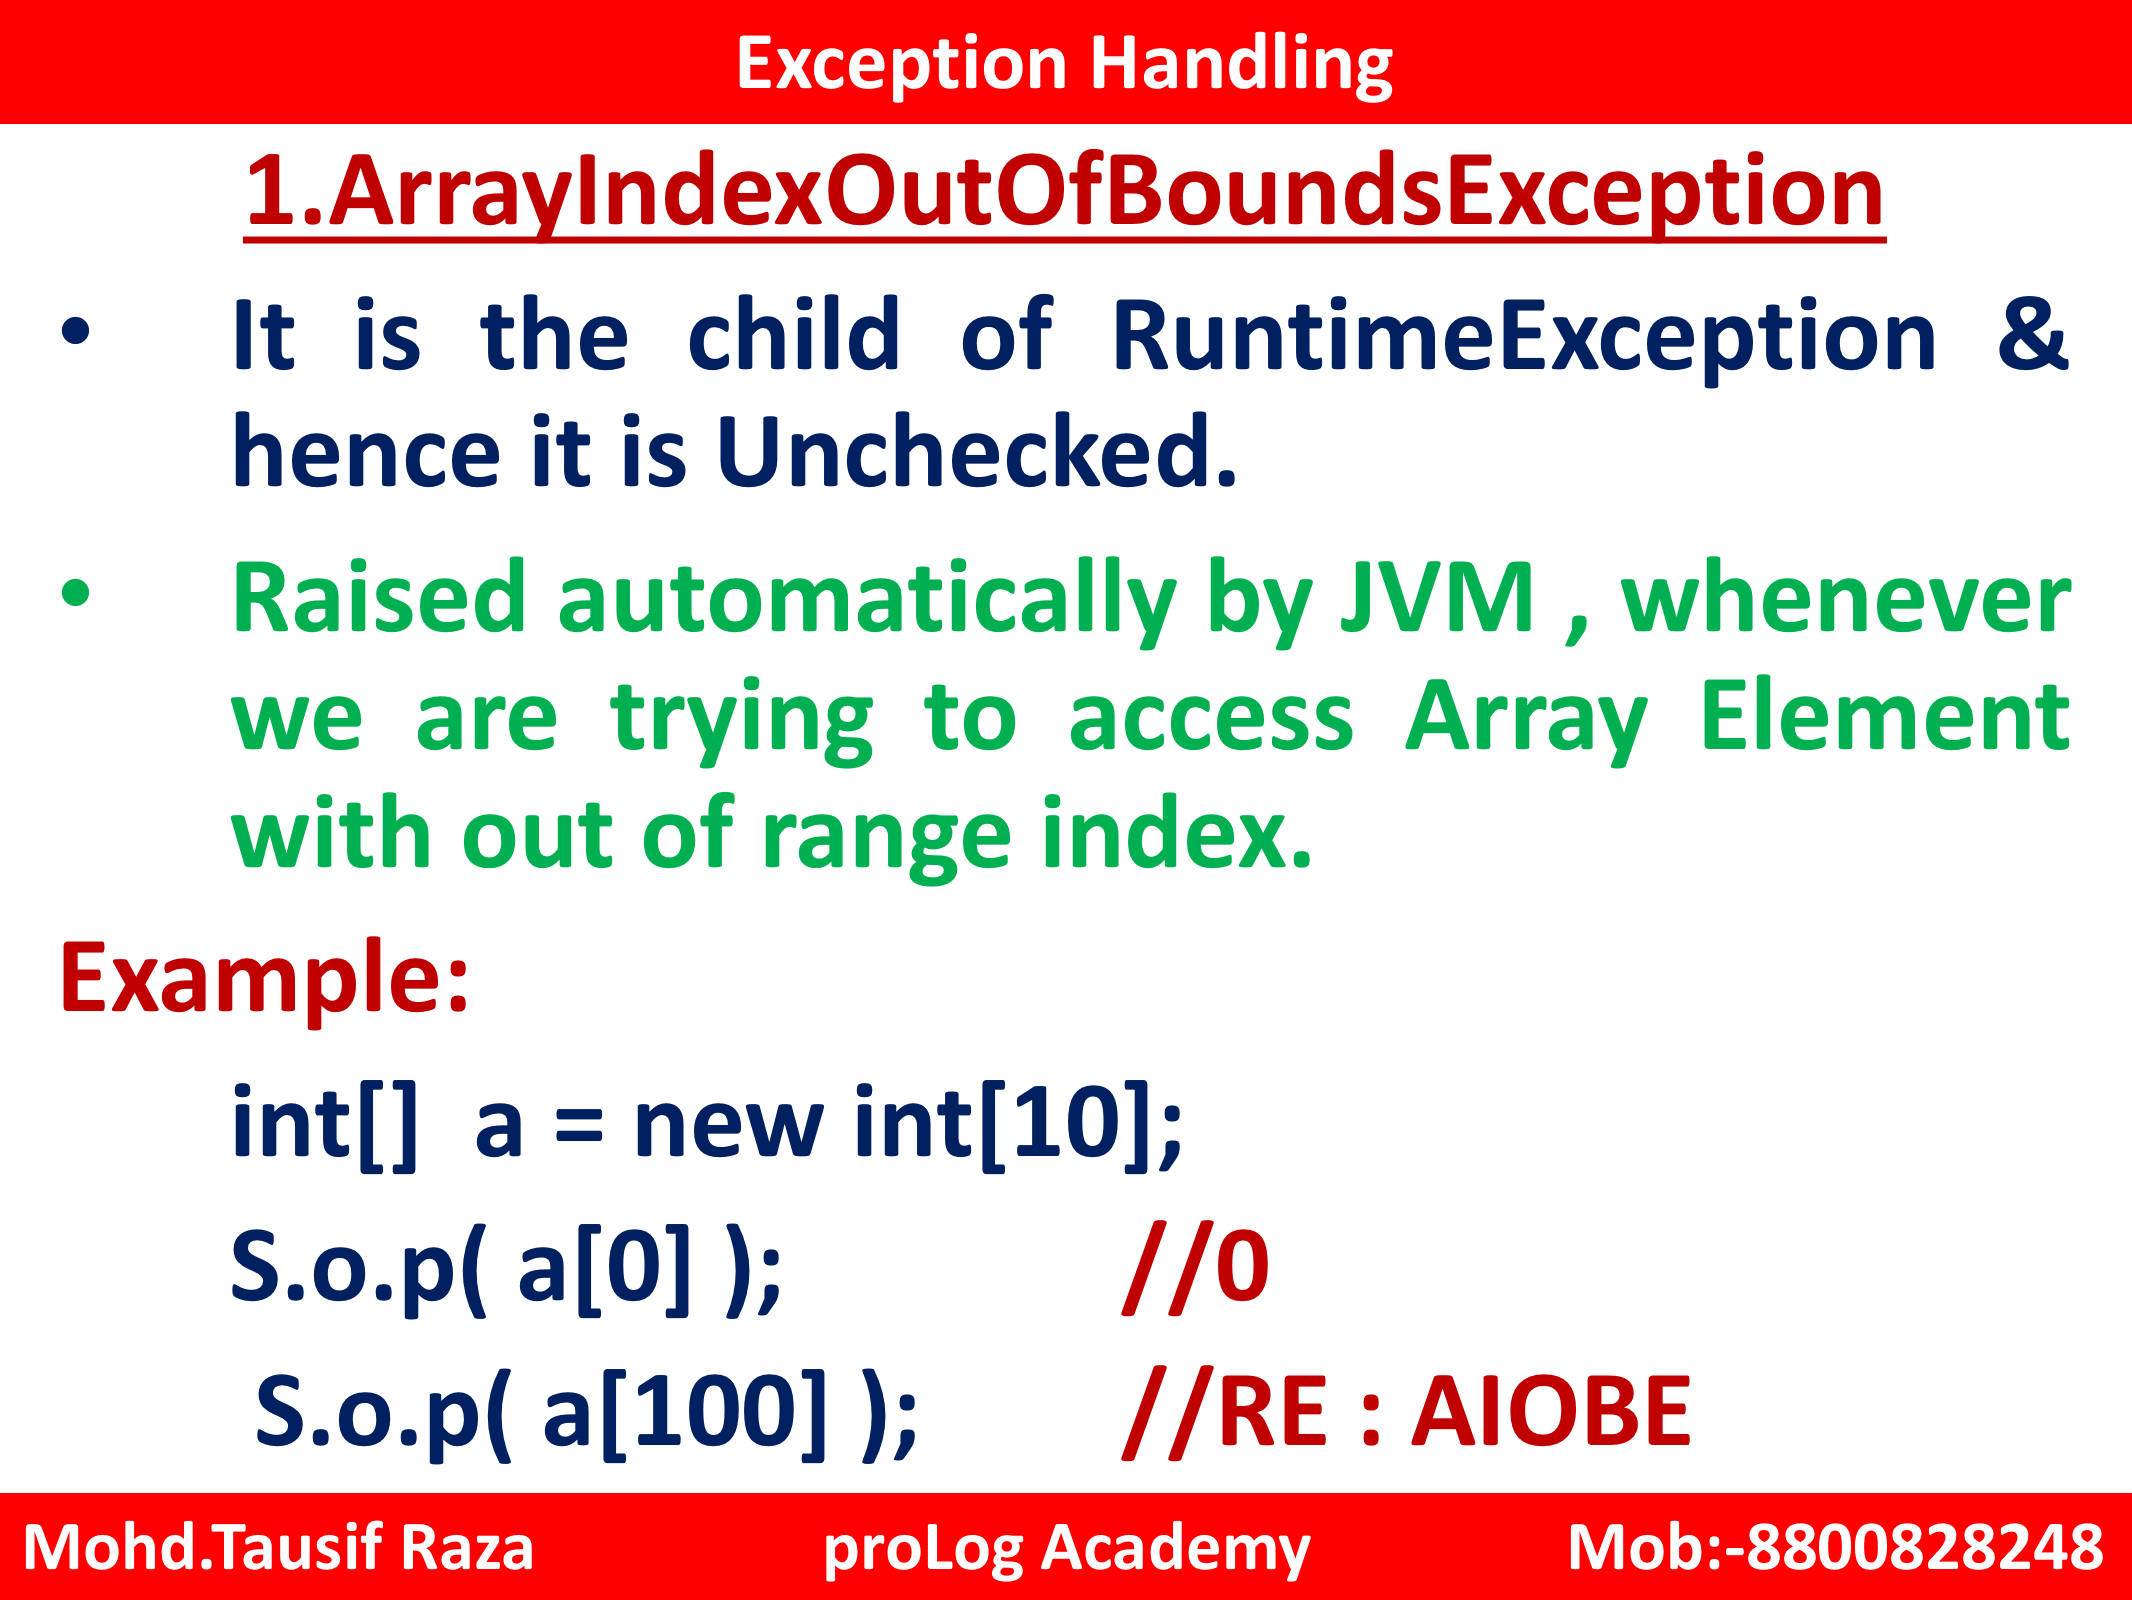 Exception Handling
1.ArrayIndexOutOfBoundsException
• It is the child of RuntimeException &
hence it is Unchecked.
• Raised automatically by JVM , whenever
we are trying to access Array Element
with out of range index.
Example:
int[] a = new int[10];
S.o.p( a[0] ); //0
S.o.p( a[100] ); //RE : AIOBE
Mohd.Tausif Raza proLog Academy Mob:-8800828248